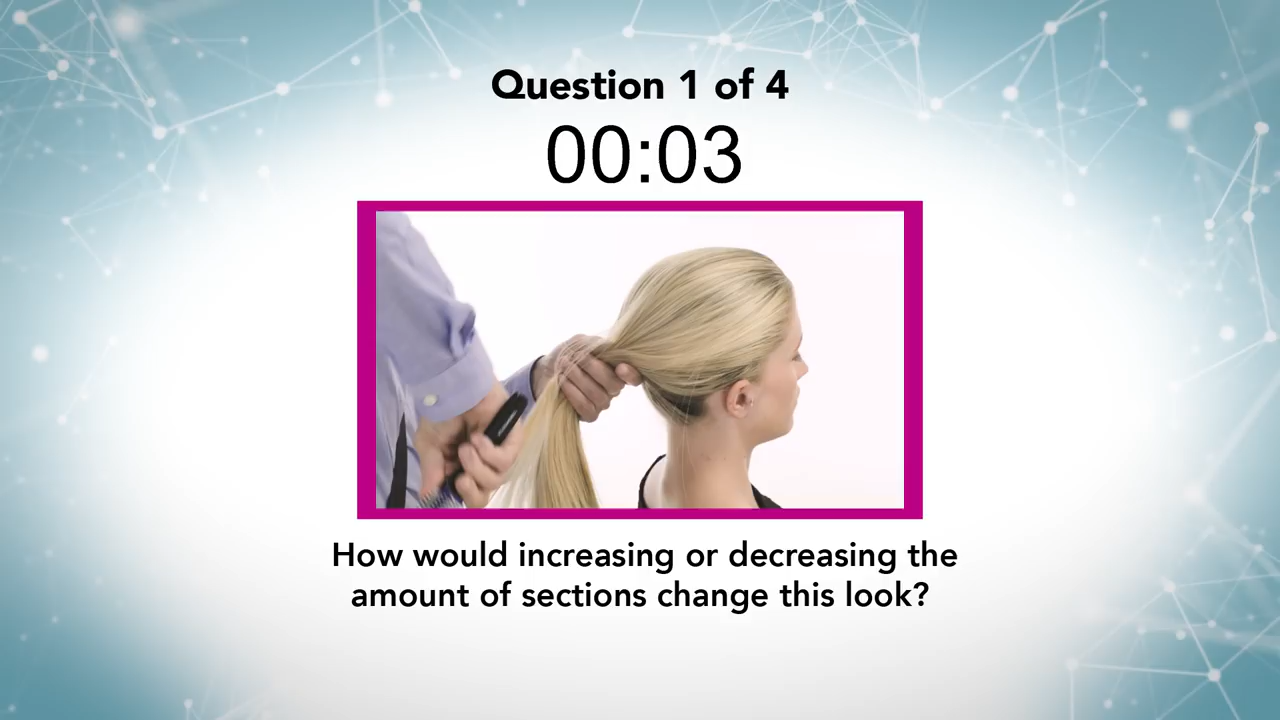 Question 1 of 4
00:03
How would increasing or decreasing the
amount of sections change this look?